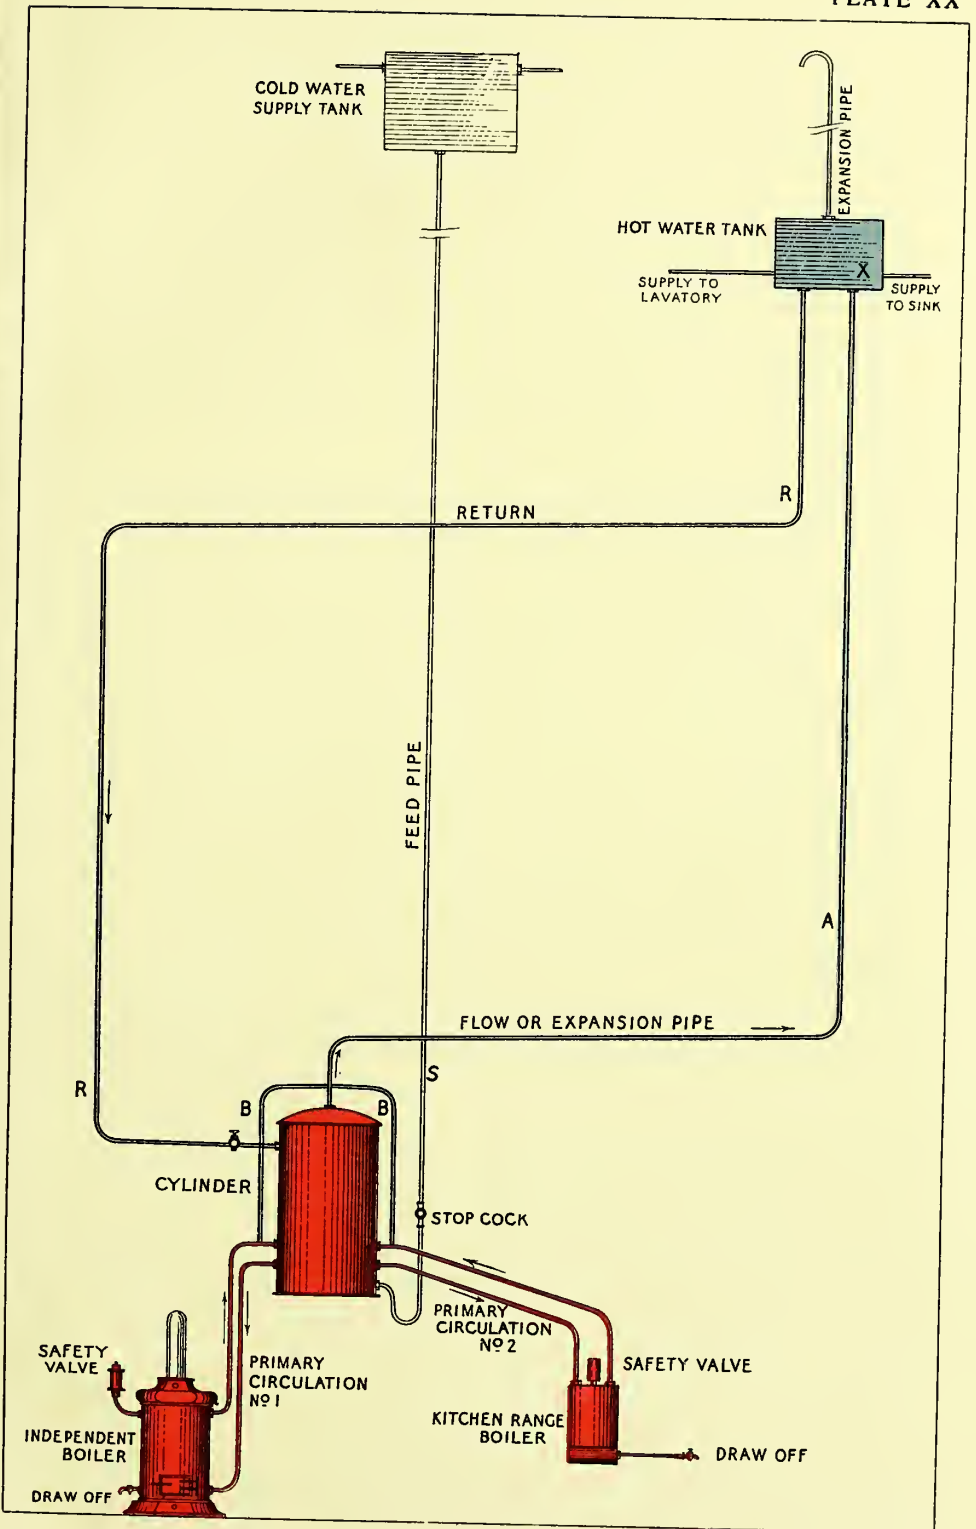 PLATE XX
COLD WATER
SUPPLY TANK
EXPANSION PIPE
HOT WATER TANK
X
SUPPLY TO
LAVATORY
SUPPLY
TO SINK
R
RETURN
FEED PIPE
A
FLOW OR EXPANSION PIPE
S
R
B
B
CYLINDER
STOP COCK
PRIMARY
CIRCULATION
Nº 2
SAFETY
VALVE
PRIMARY
CIRCULATION
Nº 1
SAFETY VALVE
INDEPENDENT
BOILER
KITCHEN RANGE
BOILER
DRAW OFF
DRAW OFF